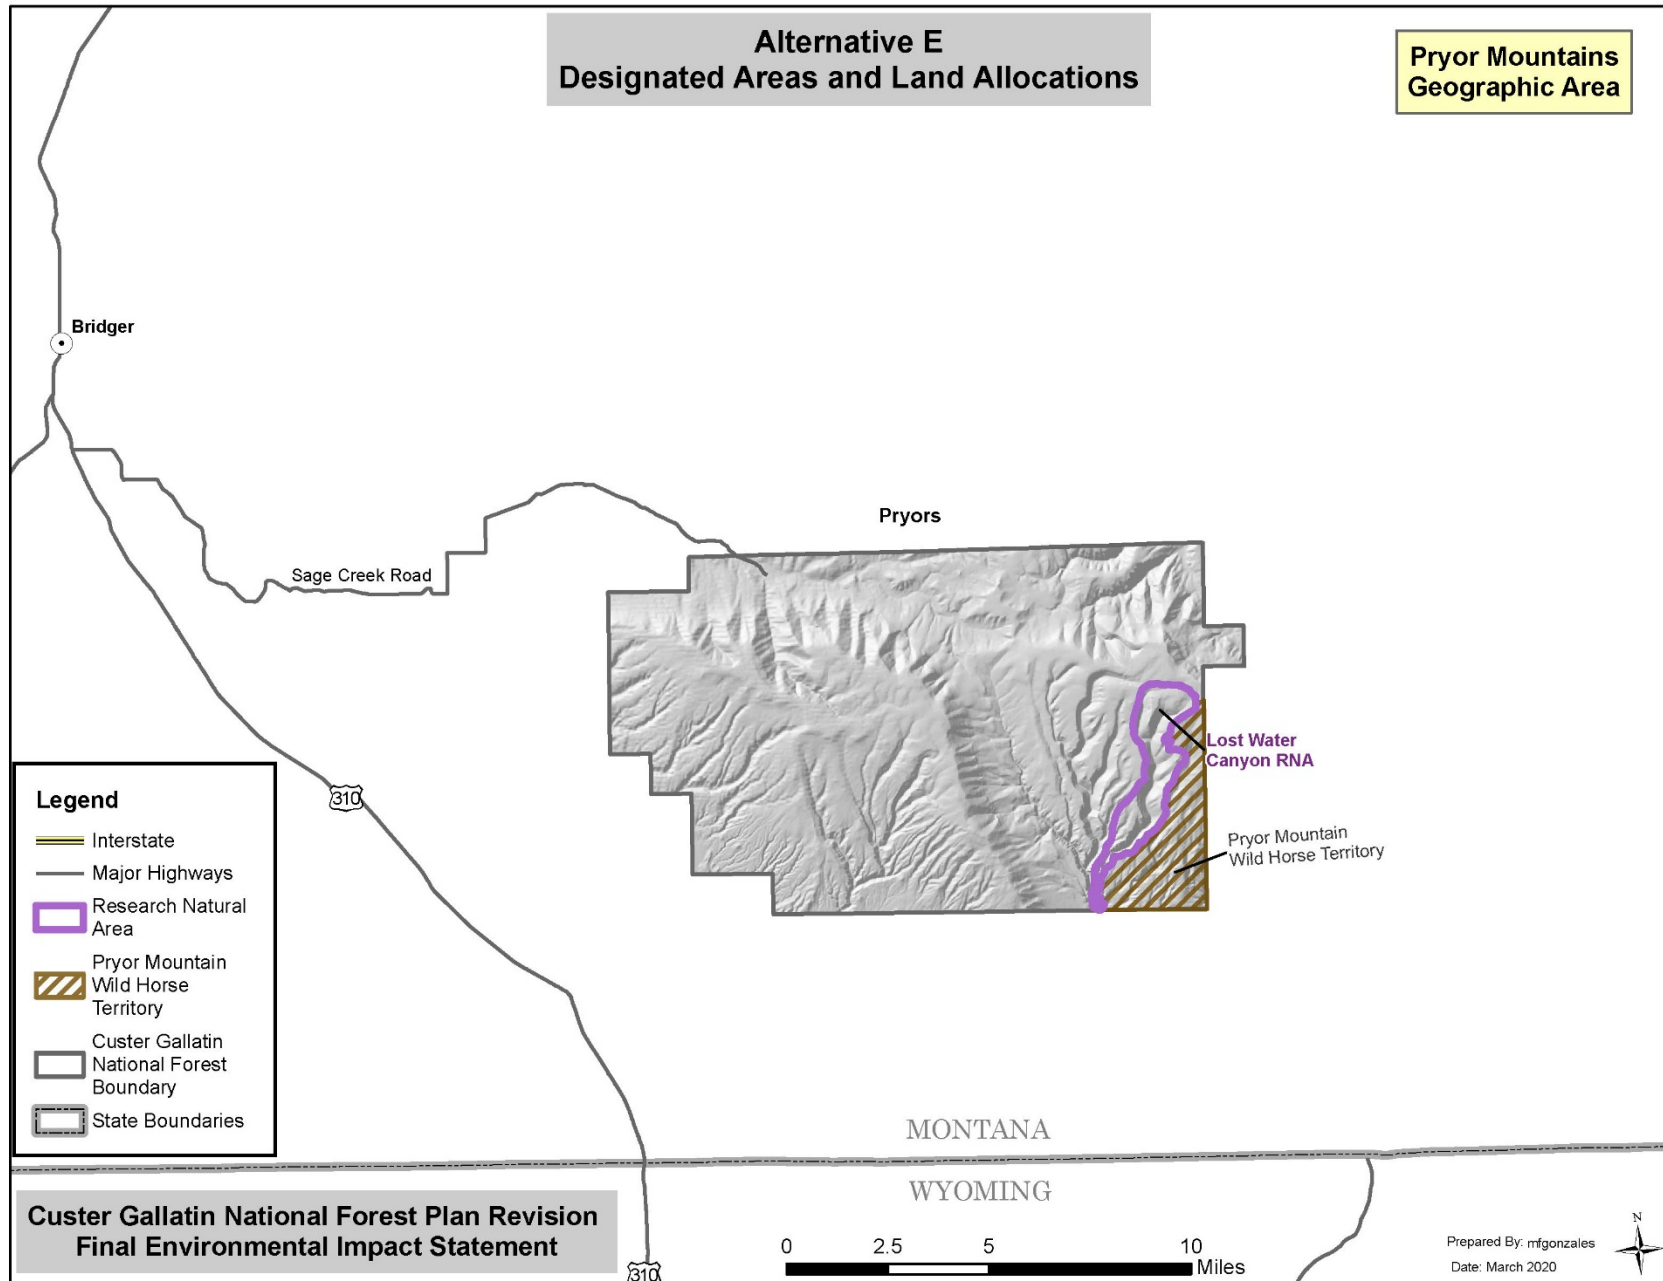 Alternative E
Designated Areas and Land Allocations
Pryor Mountains
Geographic Area
Bridger
Pryors
Sage Creek Road
Lost Water
Canyon RNA
Pryor Mountain
Wild Horse Territory
310
Legend
Interstate
Major Highways
Research Natural
Area
Pryor Mountain
Wild Horse
Territory
Custer Gallatin
National Forest
Boundary
State Boundaries
MONTANA
WYOMING
Custer Gallatin National Forest Plan Revision
Final Environmental Impact Statement
310
0 2.5 5 10
Miles
N
Prepared By: mfgonzales
Date: March 2020